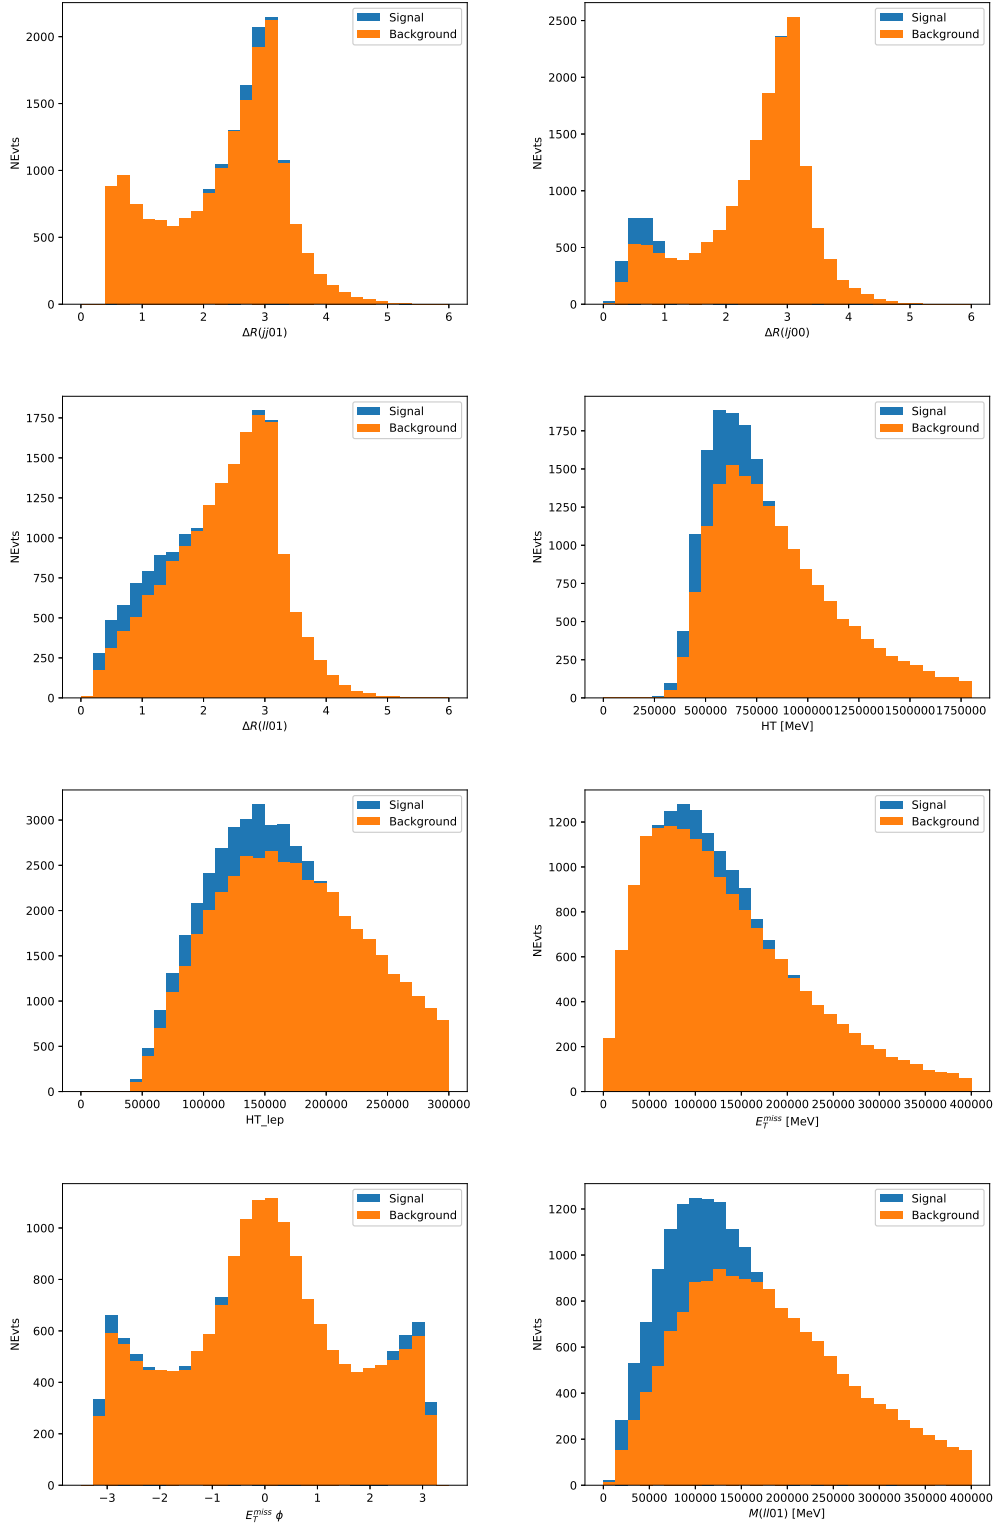 Signal
Background
NEvts
2000
1500
1000
500
0
0 1 2 3 4 5 6
ΔR(jj01)
Signal
Background
NEvts
2500
2000
1500
1000
500
0
0 1 2 3 4 5 6
ΔR(lj00)
Signal
Background
NEvts
1750
1500
1250
1000
750
500
250
0
0 1 2 3 4 5 6
ΔR(ll01)
Signal
Background
NEvts
1750
1500
1250
1000
750
500
250
0
0 250000 500000 750000 1000000 1250000 1500000 1750000
HT [MeV]
Signal
Background
NEvts
3000
2500
2000
1500
1000
500
0
0 50000 100000 150000 200000 250000 300000
HT_lep
Signal
Background
NEvts
1200
1000
800
600
400
200
0
0 50000 100000 150000 200000 250000 300000 350000 400000
E_T^miss [MeV]
Signal
Background
NEvts
1000
800
600
400
200
0
−3 −2 −1 0 1 2 3
E_T^miss ϕ
Signal
Background
NEvts
1200
1000
800
600
400
200
0
0 50000 100000 150000 200000 250000 300000 350000 400000
M(ll01) [MeV]